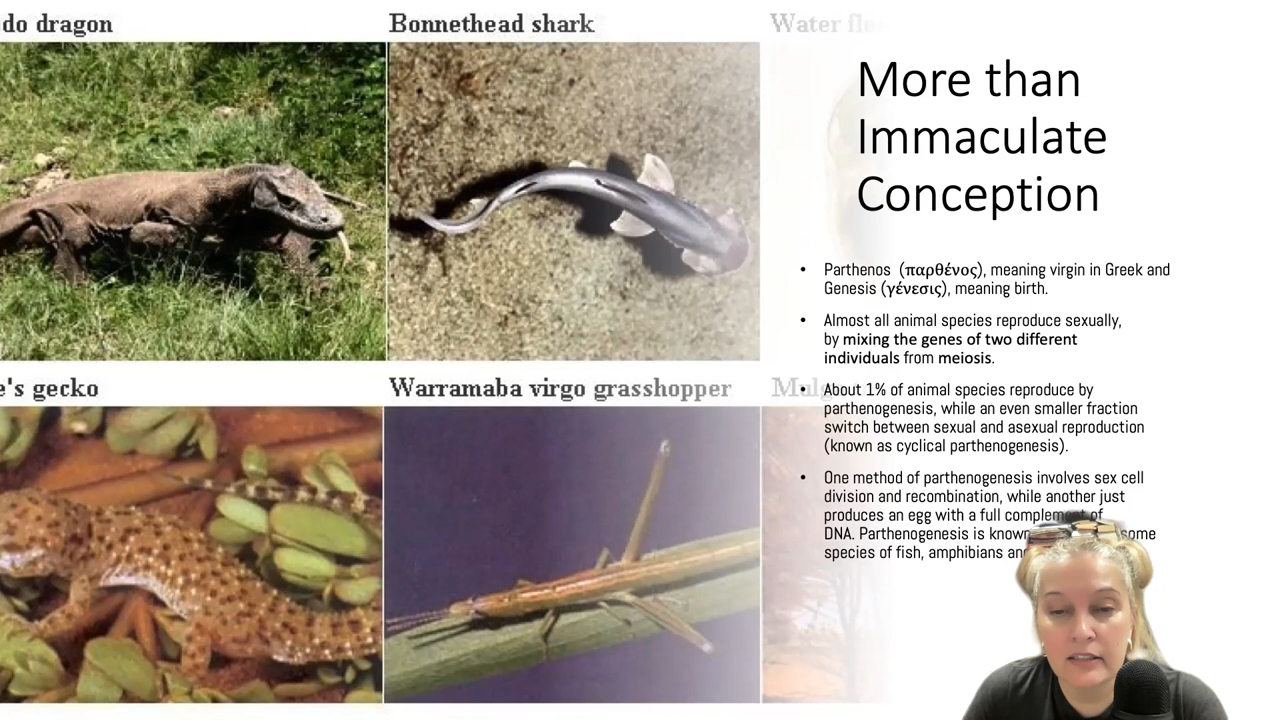 do dragon
Bonnethead shark
Water fle
e's gecko
Warramaba virgo grasshopper
Mulg
More than
Immaculate
Conception
• Parthenos (παρθένος), meaning virgin in Greek and
Genesis (γένεσις), meaning birth.
• Almost all animal species reproduce sexually,
by mixing the genes of two different
individuals from meiosis.
• About 1% of animal species reproduce by
parthenogenesis, while an even smaller fraction
switch between sexual and asexual reproduction
(known as cyclical parthenogenesis).
• One method of parthenogenesis involves sex cell
division and recombination, while another just
produces an egg with a full complement of
DNA. Parthenogenesis is known some
species of fish, amphibians